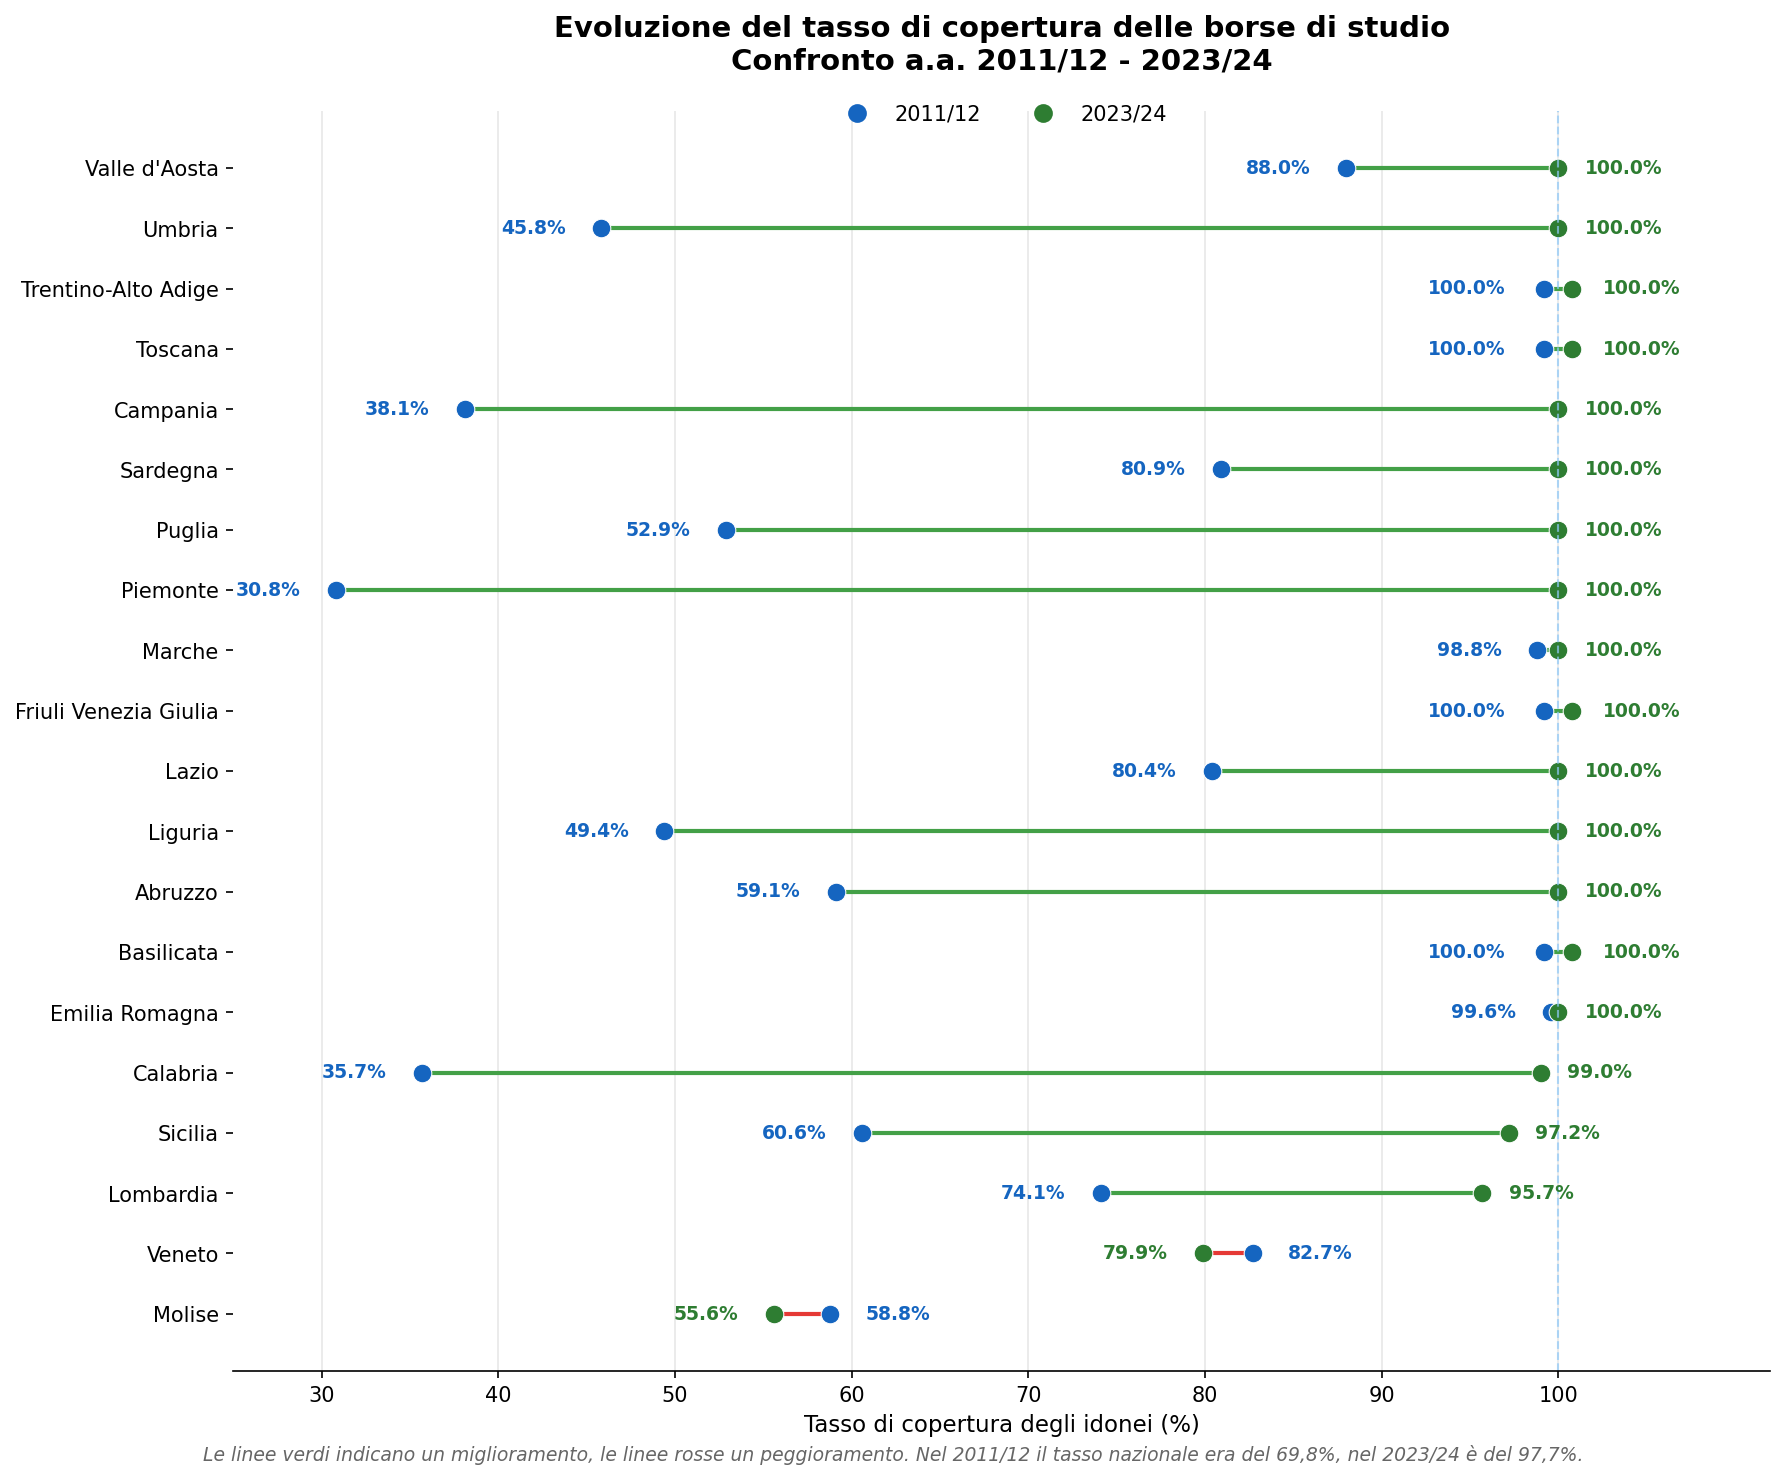 Evoluzione del tasso di copertura delle borse di studio
Confronto a.a. 2011/12 - 2023/24
2011/12 2023/24
Valle d'Aosta 88.0% 100.0%
Umbria 45.8% 100.0%
Trentino-Alto Adige 100.0% 100.0%
Toscana 100.0% 100.0%
Campania 38.1% 100.0%
Sardegna 80.9% 100.0%
Puglia 52.9% 100.0%
Piemonte 30.8% 100.0%
Marche 98.8% 100.0%
Friuli Venezia Giulia 100.0% 100.0%
Lazio 80.4% 100.0%
Liguria 49.4% 100.0%
Abruzzo 59.1% 100.0%
Basilicata 100.0% 100.0%
Emilia Romagna 99.6% 100.0%
Calabria 35.7% 99.0%
Sicilia 60.6% 97.2%
Lombardia 74.1% 95.7%
Veneto 79.9% 82.7%
Molise 55.6% 58.8%
30 40 50 60 70 80 90 100
Tasso di copertura degli idonei (%)
Le linee verdi indicano un miglioramento, le linee rosse un peggioramento. Nel 2011/12 il tasso nazionale era del 69,8%, nel 2023/24 è del 97,7%.